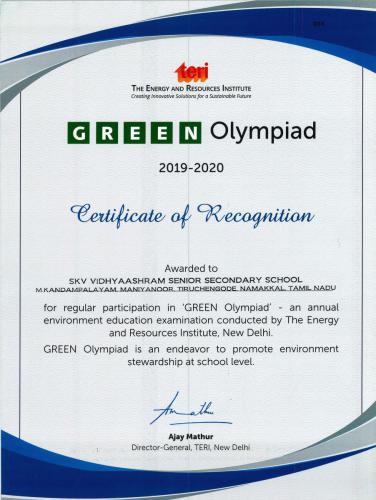 teri
THE ENERGY AND RESOURCES INSTITUTE
Creating Innovative Solutions for a Sustainable Future
GREEN Olympiad
2019-2020
Certificate of Recognition
Awarded to
SKV VIDHYAASHRAM SENIOR SECONDARY SCHOOL
M.KANDAMPALAYAM, MANIYANOOR, TIRUCHENGODE, NAMAKKAL, TAMIL NADU
for regular participation in 'GREEN Olympiad' - an annual
environment education examination conducted by The Energy
and Resources Institute, New Delhi.
GREEN Olympiad is an endeavor to promote environment
stewardship at school level.
Ajay Mathur
Director-General, TERI, New Delhi